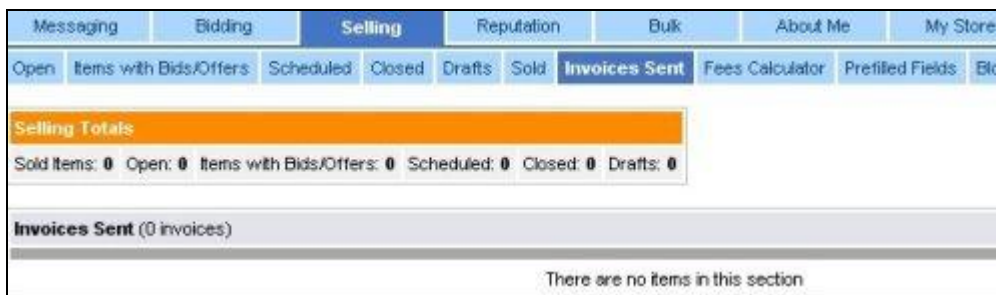 Messaging Bidding Selling Reputation Bulk About Me My Store
Open Items with Bids/Offers Scheduled Closed Drafts Sold Invoices Sent Fees Calculator Prefilled Fields
Selling Totals
Sold Items: 0 Open: 0 Items with Bids/Offers: 0 Scheduled: 0 Closed: 0 Drafts: 0
Invoices Sent (0 invoices)
There are no items in this section